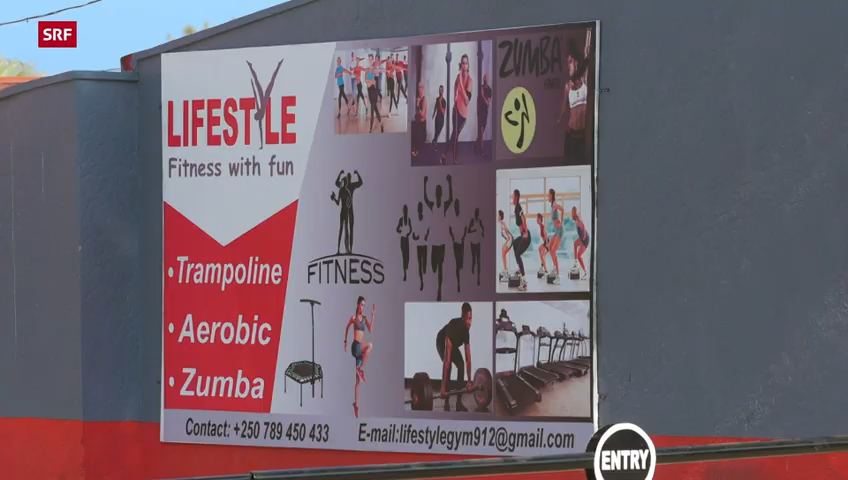 SRF
LIFESTYLE
Fitness with fun
ZUMBA
FITNESS
•Trampoline
•Aerobic
•Zumba
Contact: +250 789 450 433
E-mail:lifestylegym912@gmail.com
ENTRY